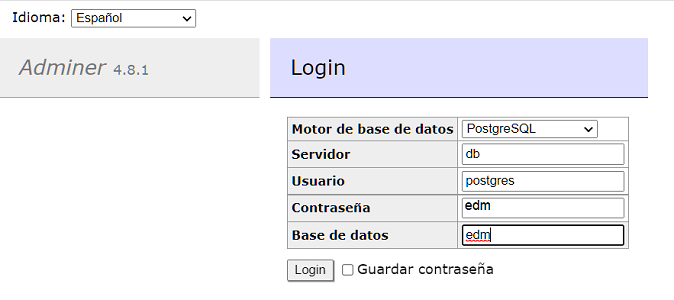 Idioma: Español
Adminer 4.8.1
Login
Motor de base de datos PostgreSQL
Servidor db
Usuario postgres
Contraseña edm
Base de datos edm
Login Guardar contraseña